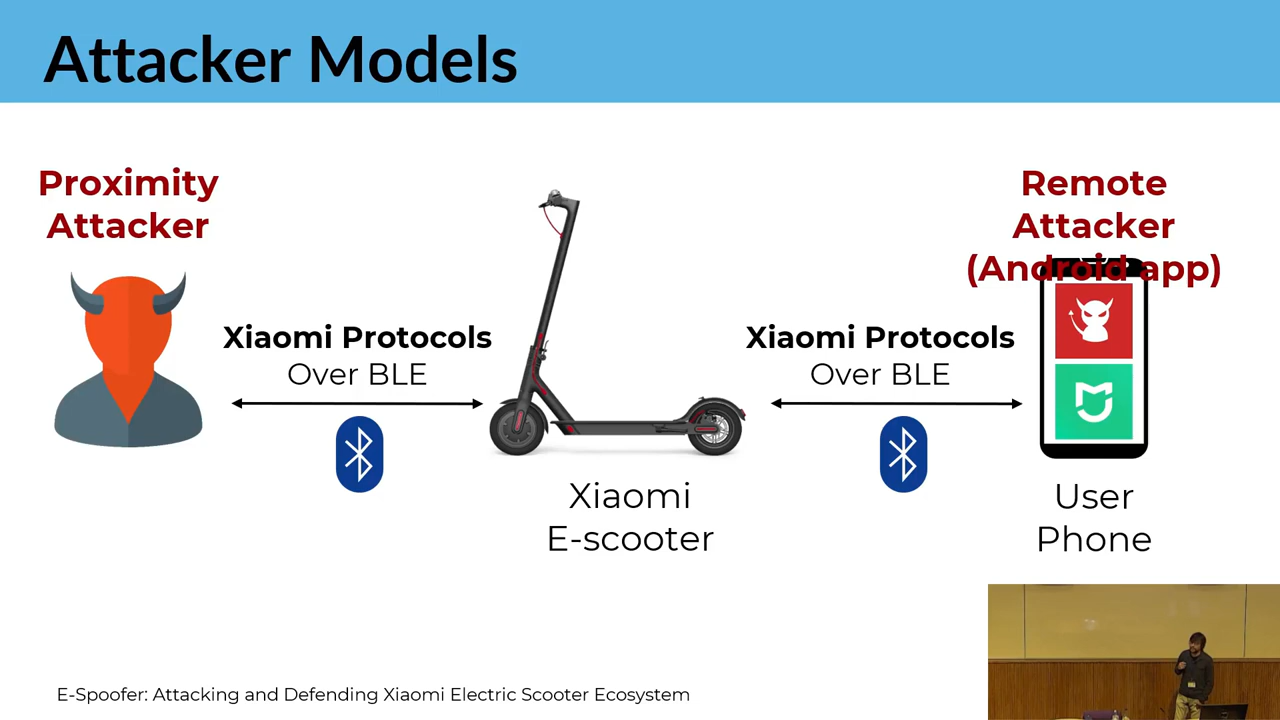 Attacker Models
Proximity
Attacker
Remote
Attacker
(Android app)
Xiaomi Protocols
Over BLE
Xiaomi Protocols
Over BLE
Xiaomi
E-scooter
User
Phone
E-Spoofer: Attacking and Defending Xiaomi Electric Scooter Ecosystem